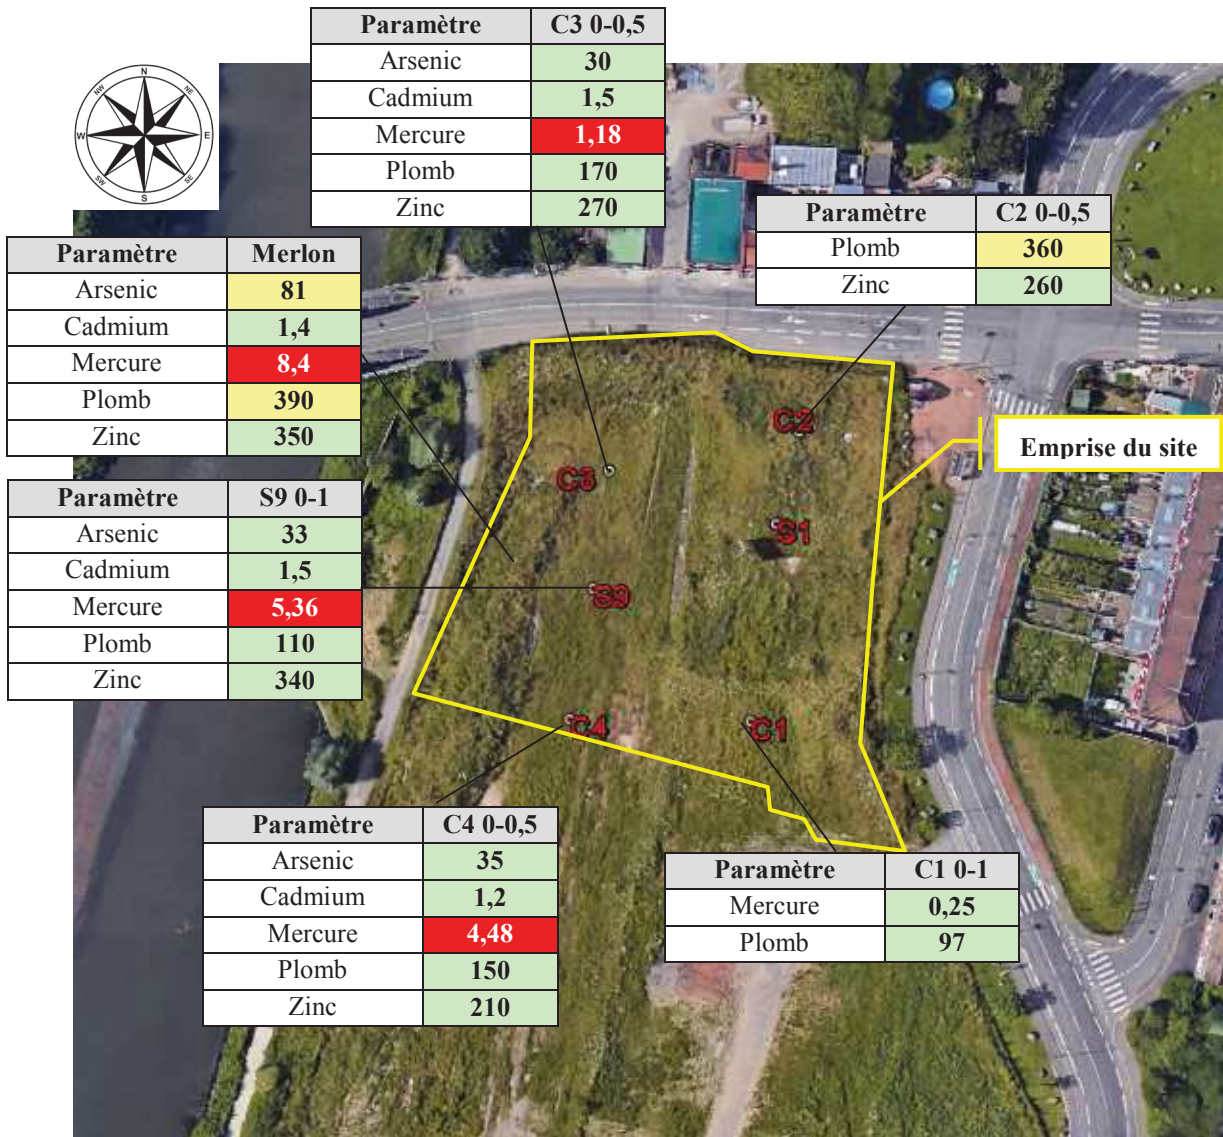 Paramètre C3 0-0,5
Arsenic 30
Cadmium 1,5
Mercure 1,18
Plomb 170
Zinc 270
N
NW NE
W E
SW SE
S
Paramètre C2 0-0,5
Plomb 360
Zinc 260
Paramètre Merlon
Arsenic 81
Cadmium 1,4
Mercure 8,4
Plomb 390
Zinc 350
C2
Emprise du site
C3
Paramètre S9 0-1
Arsenic 33
Cadmium 1,5
Mercure 5,36
Plomb 110
Zinc 340
S1
S9
C4
C1
Paramètre C4 0-0,5
Arsenic 35
Cadmium 1,2
Mercure 4,48
Plomb 150
Zinc 210
Paramètre C1 0-1
Mercure 0,25
Plomb 97